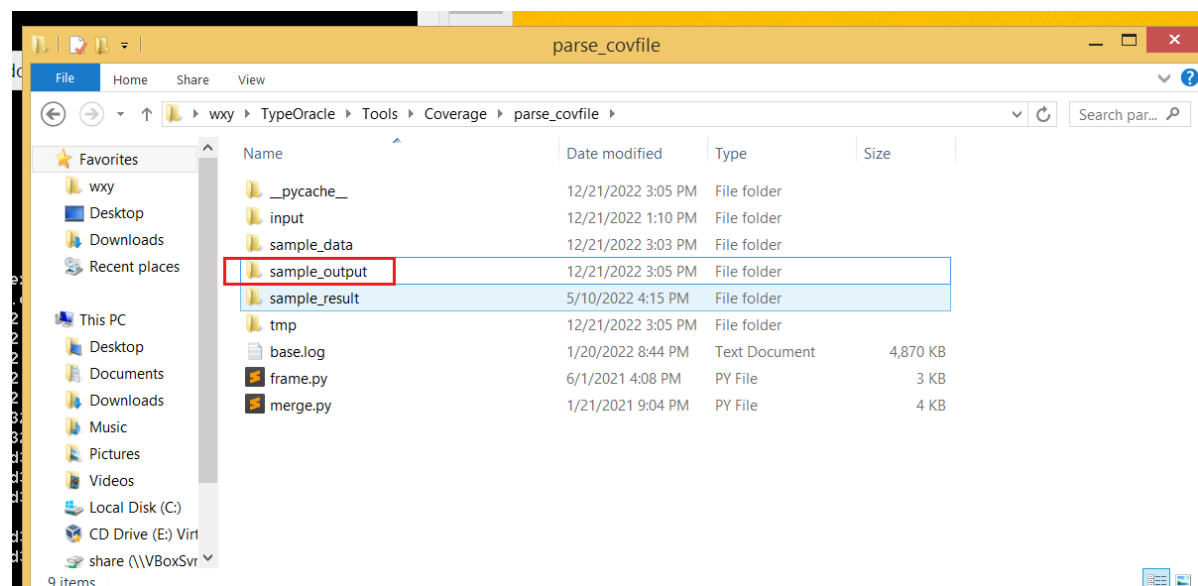 parse_covfile
File Home Share View
wxy TypeOracle Tools Coverage parse_covfile Search par...
Name Date modified Type Size
Favorites
wxy
Desktop
Downloads
Recent places
This PC
Desktop
Documents
Downloads
Music
Pictures
Videos
Local Disk (C:)
CD Drive (E:) Virt
share (\\VBoxSvr
__pycache__ 12/21/2022 3:05 PM File folder
input 12/21/2022 1:10 PM File folder
sample_data 12/21/2022 3:03 PM File folder
sample_output 12/21/2022 3:05 PM File folder
sample_result 5/10/2022 4:15 PM File folder
tmp 12/21/2022 3:05 PM File folder
base.log 1/20/2022 8:44 PM Text Document 4,870 KB
frame.py 6/1/2021 4:08 PM PY File 3 KB
merge.py 1/21/2021 9:04 PM PY File 4 KB
9 items